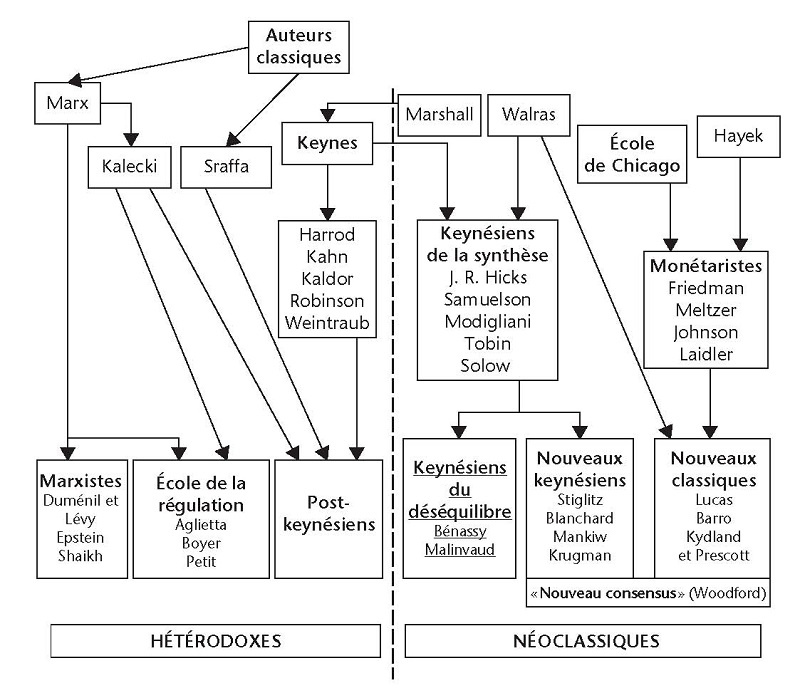 Auteurs
classiques
Marx
Marshall
Walras
Keynes
École
de Chicago
Hayek
Kalecki
Sraffa
Harrod
Kahn
Kaldor
Robinson
Weintraub
Keynésiens
de la synthèse
J. R. Hicks
Samuelson
Modigliani
Tobin
Solow
Monétaristes
Friedman
Meltzer
Johnson
Laidler
Marxistes
Duménil et
Lévy
Epstein
Shaikh
École de la
régulation
Aglietta
Boyer
Petit
Post-
keynésiens
Keynésiens
du
déséquilibre
Bénassy
Malinvaud
Nouveaux
keynésiens
Stiglitz
Blanchard
Mankiw
Krugman
Nouveaux
classiques
Lucas
Barro
Kydland
et Prescott
« Nouveau consensus » (Woodford)
HÉTÉRODOXES
NÉOCLASSIQUES